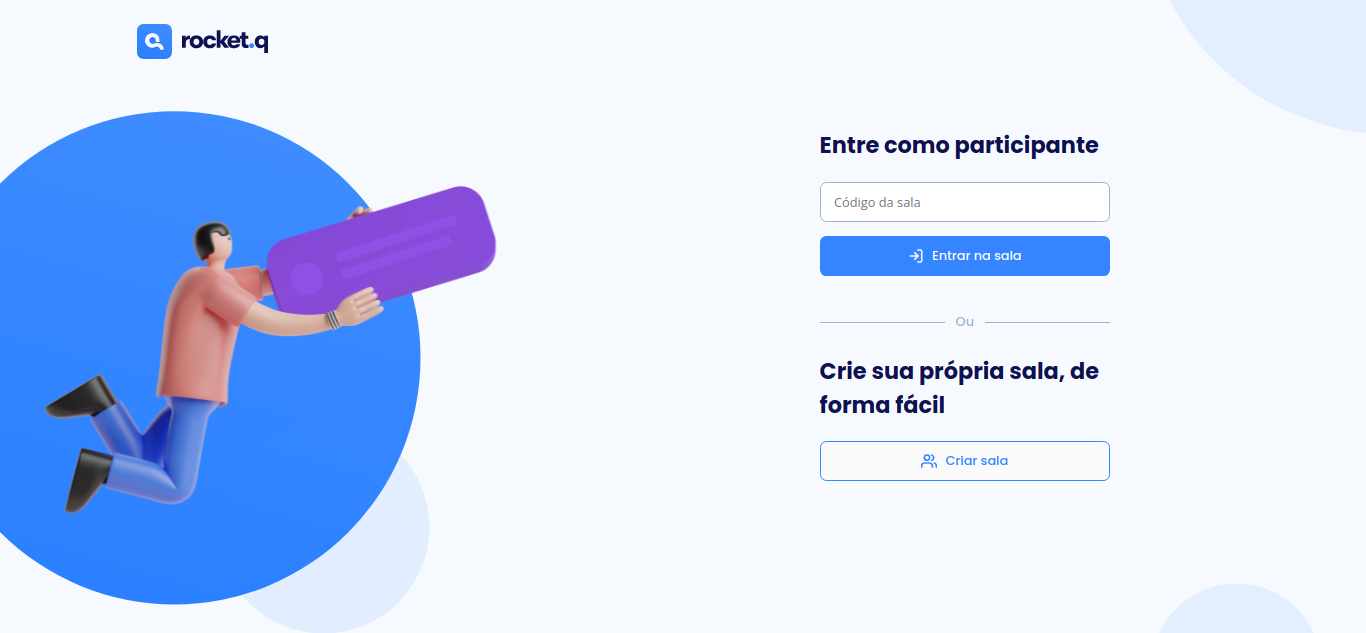 rocket.q
Entre como participante
Código da sala
Entrar na sala
Ou
Crie sua própria sala, de
forma fácil
Criar sala